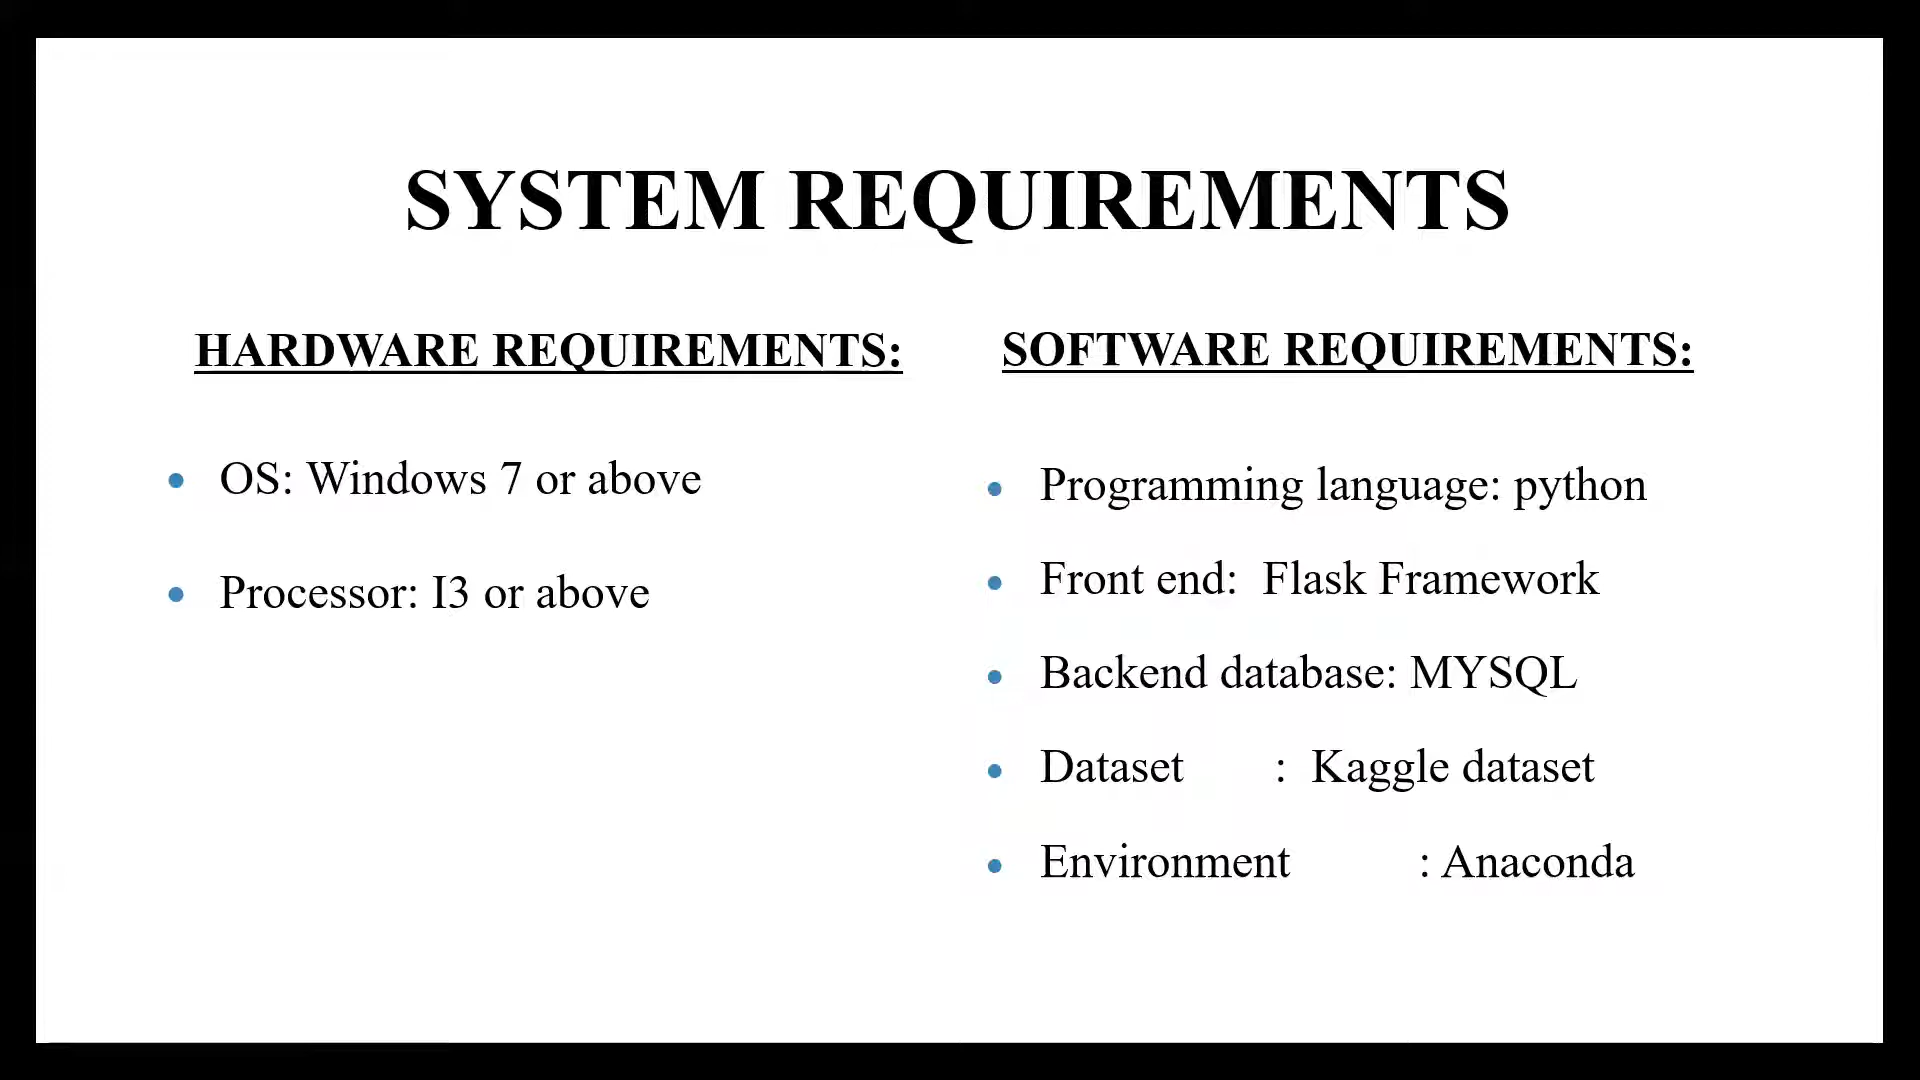 SYSTEM REQUIREMENTS
HARDWARE REQUIREMENTS:
• OS: Windows 7 or above
• Processor: I3 or above
SOFTWARE REQUIREMENTS:
• Programming language: python
• Front end:  Flask Framework
• Backend database: MYSQL
• Dataset       :  Kaggle dataset
• Environment          : Anaconda